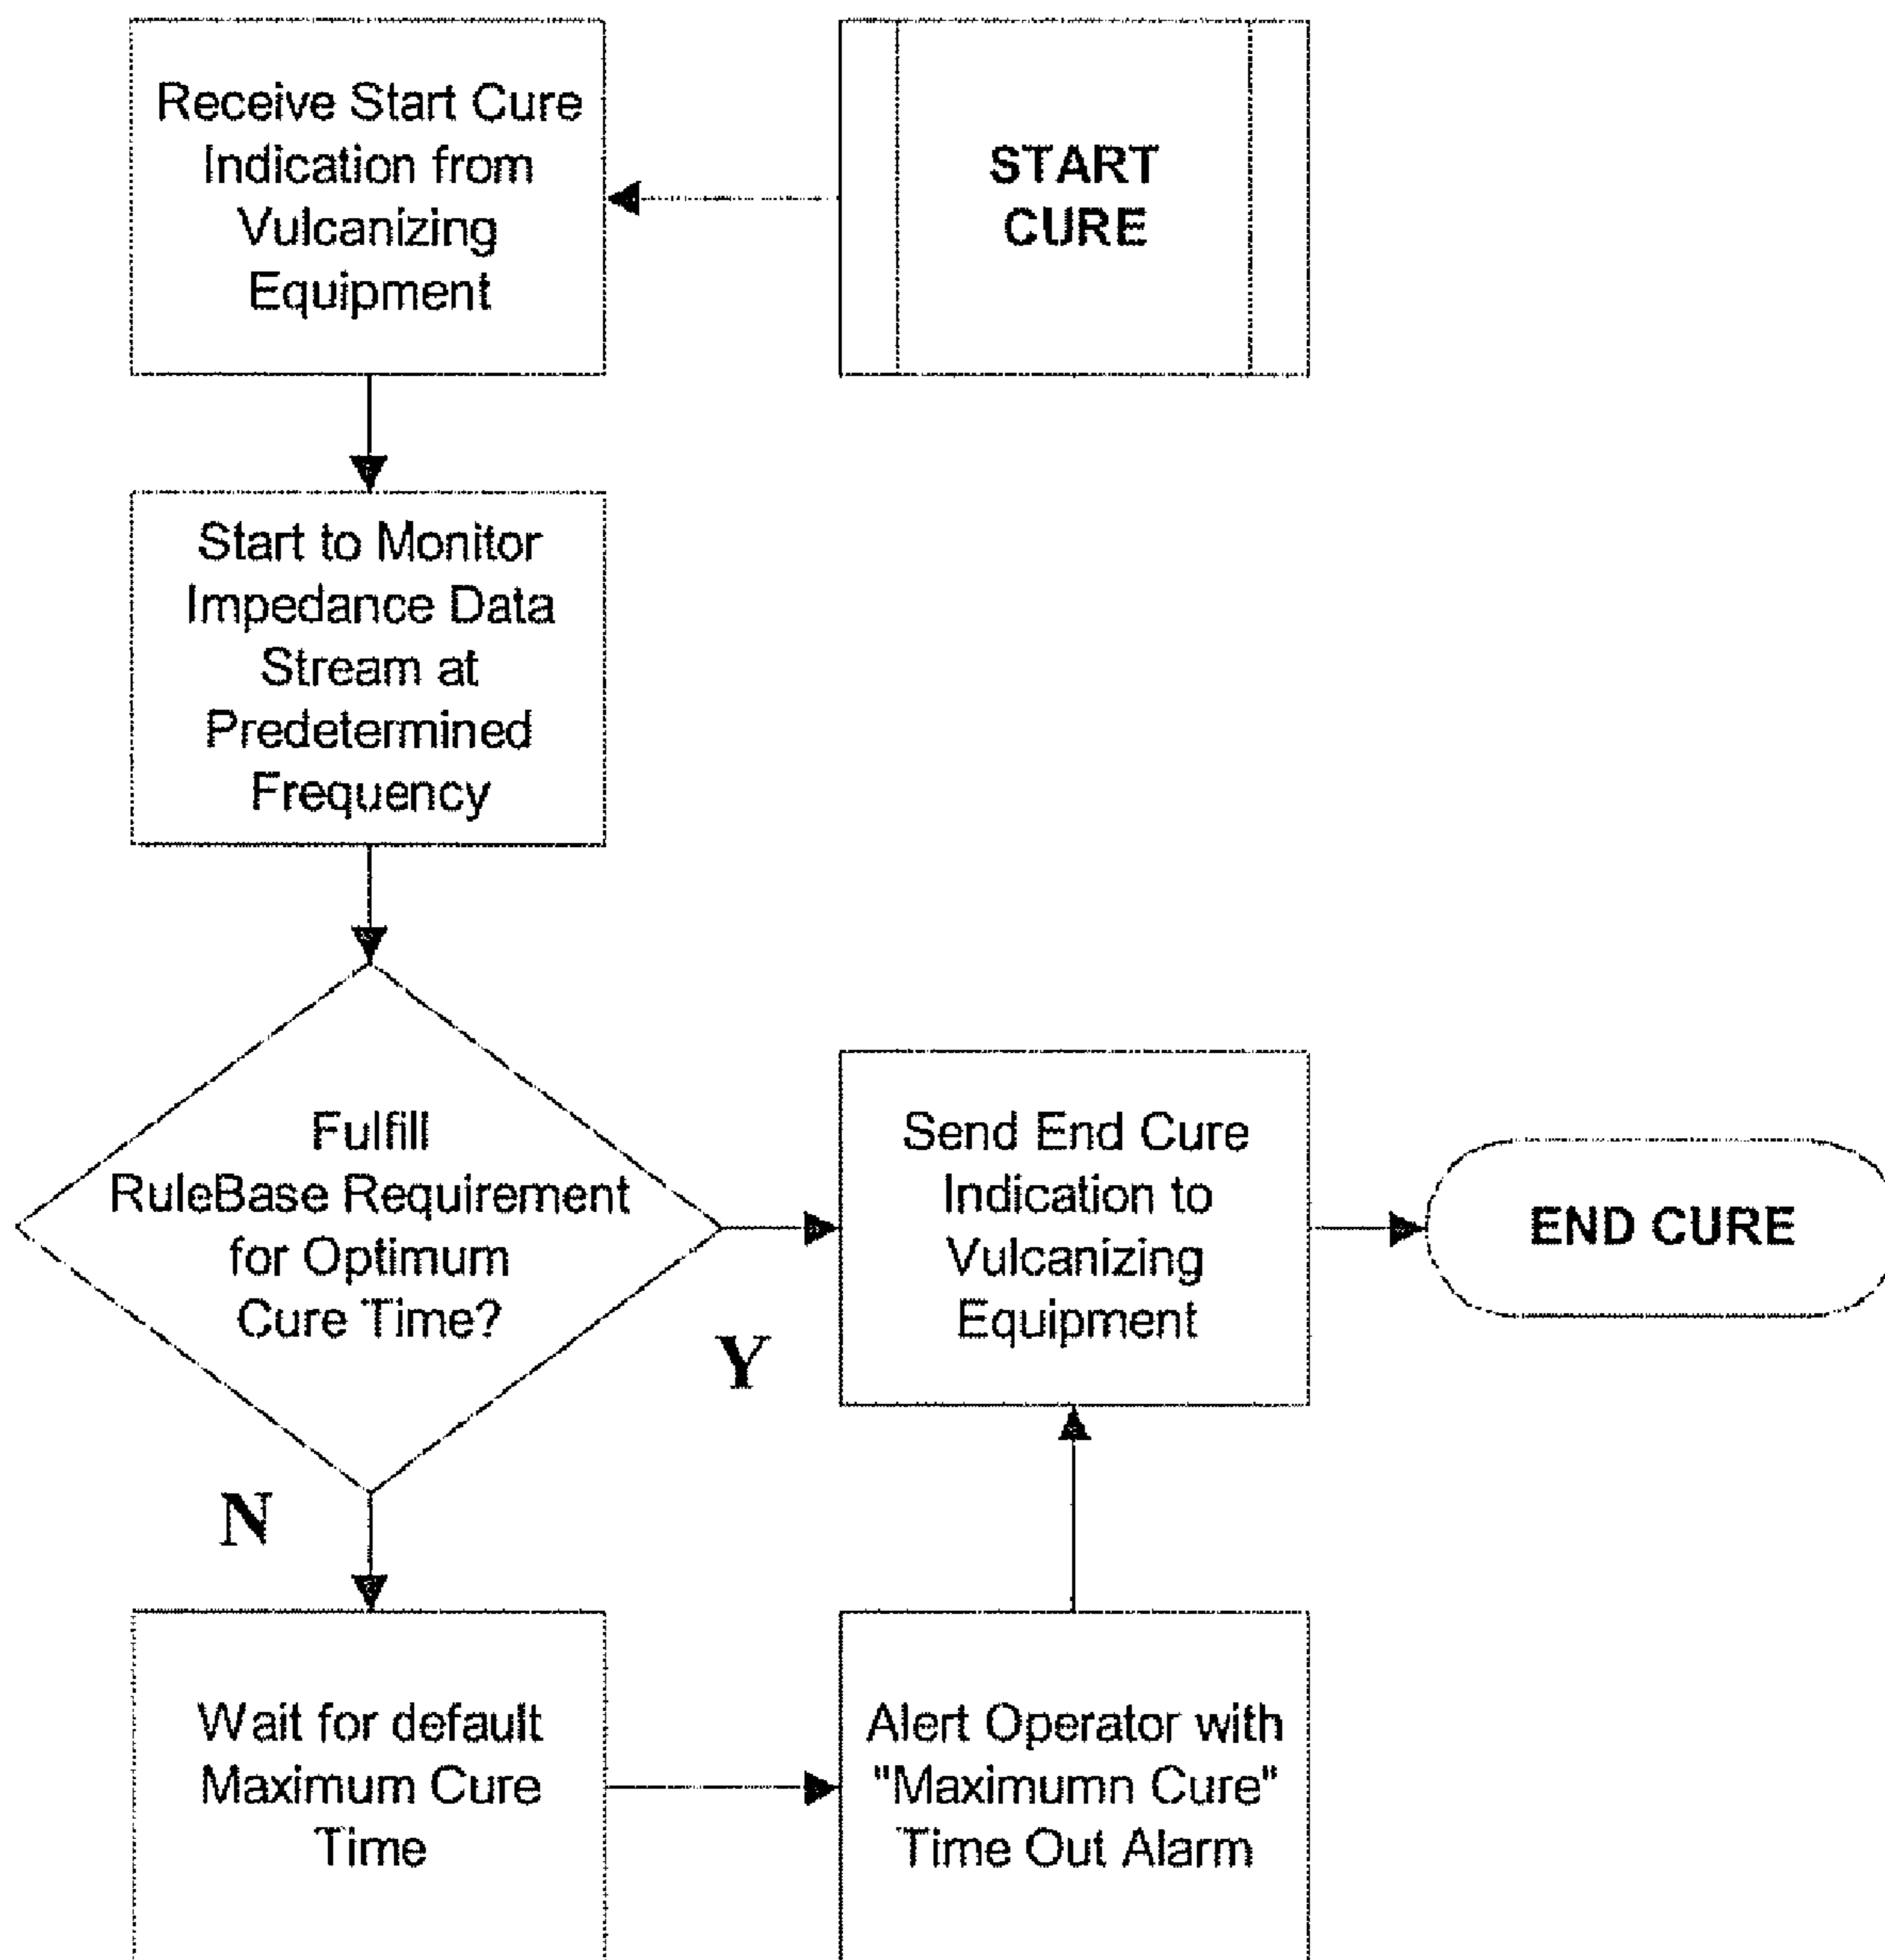 START
CURE
Receive Start Cure
Indication from
Vulcanizing
Equipment
Start to Monitor
Impedance Data
Stream at
Predetermined
Frequency
Fulfill
RuleBase Requirement
for Optimum
Cure Time?
Y
N
Send End Cure
Indication to
Vulcanizing
Equipment
END CURE
Wait for default
Maximum Cure
Time
Alert Operator with
"Maximumn Cure"
Time Out Alarm